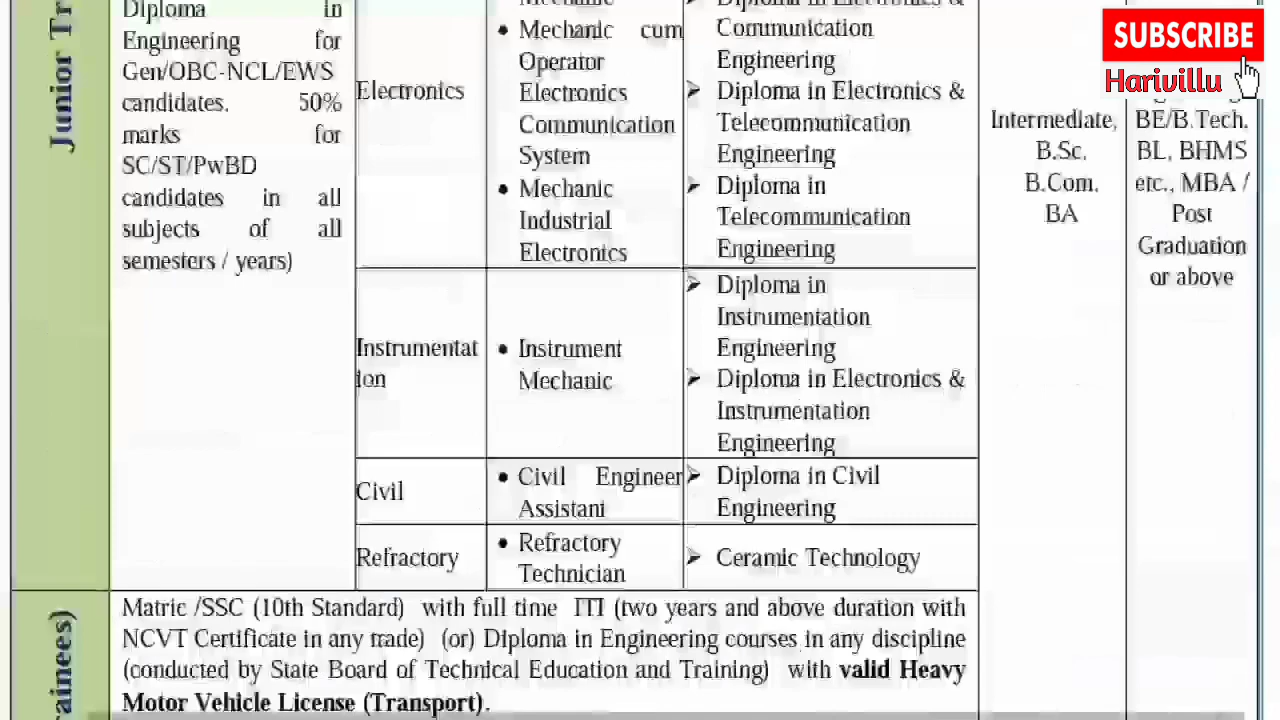 Junior Tr
Diploma in
Engineering for
Gen/OBC-NCL/EWS
candidates. 50%
marks for
SC/ST/PwBD
candidates in all
subjects of all
semesters / years)
Electronics
Mechanic
• Mechanic cum
Operator
Electronics
Communication
System
• Mechanic
Industrial
Electronics
Diploma in Electronics &
Communication
Engineering
➢ Diploma in Electronics &
Telecommunication
Engineering
➢ Diploma in
Telecommunication
Engineering
Instrumentat
ion
• Instrument
Mechanic
➢ Diploma in
Instrumentation
Engineering
➢ Diploma in Electronics &
Instrumentation
Engineering
Civil
• Civil Engineer
Assistant
➢ Diploma in Civil
Engineering
Refractory
• Refractory
Technician
➢ Ceramic Technology
Intermediate,
B.Sc.
B.Com.
BA
BE/B.Tech,
BL, BHMS
etc., MBA /
Post
Graduation
or above
SUBSCRIBE
Harivillu
rainees)
Matric /SSC (10th Standard) with full time ITI (two years and above duration with
NCVT Certificate in any trade) (or) Diploma in Engineering courses in any discipline
(conducted by State Board of Technical Education and Training) with valid Heavy
Motor Vehicle License (Transport).